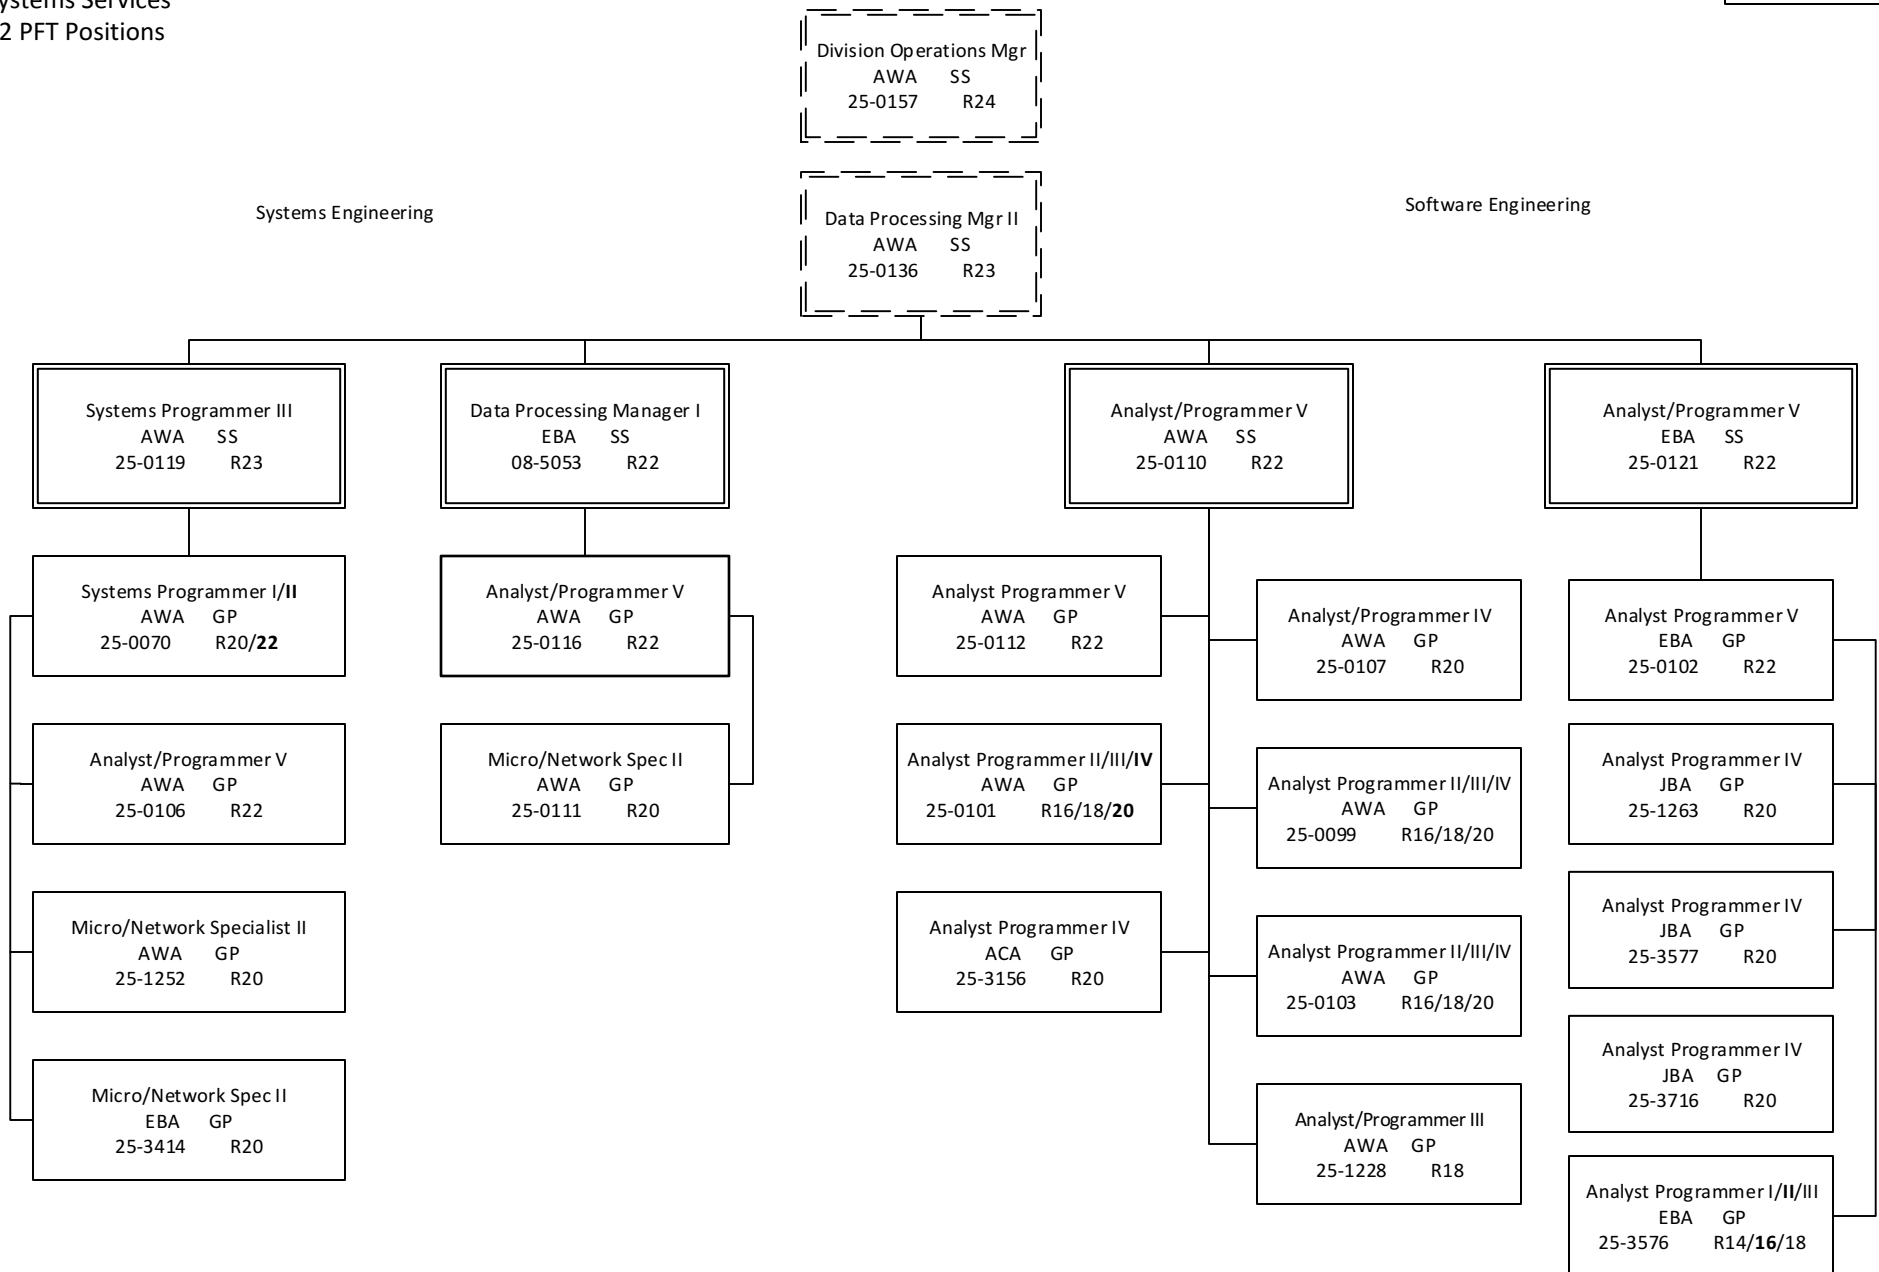 ystems Services
2 PFT Positions
Division Operations Mgr
AWA SS
25-0157 R24
Data Processing Mgr II
AWA SS
25-0136 R23
Systems Engineering
Software Engineering
Systems Programmer III
AWA SS
25-0119 R23
Data Processing Manager I
EBA SS
08-5053 R22
Analyst/Programmer V
AWA SS
25-0110 R22
Analyst/Programmer V
EBA SS
25-0121 R22
Systems Programmer I/II
AWA GP
25-0070 R20/22
Analyst/Programmer V
AWA GP
25-0106 R22
Micro/Network Specialist II
AWA GP
25-1252 R20
Micro/Network Spec II
EBA GP
25-3414 R20
Analyst/Programmer V
AWA GP
25-0116 R22
Micro/Network Spec II
AWA GP
25-0111 R20
Analyst Programmer V
AWA GP
25-0112 R22
Analyst Programmer II/III/IV
AWA GP
25-0101 R16/18/20
Analyst Programmer IV
ACA GP
25-3156 R20
Analyst/Programmer IV
AWA GP
25-0107 R20
Analyst Programmer II/III/IV
AWA GP
25-0099 R16/18/20
Analyst Programmer II/III/IV
AWA GP
25-0103 R16/18/20
Analyst/Programmer III
AWA GP
25-1228 R18
Analyst Programmer V
EBA GP
25-0102 R22
Analyst Programmer IV
JBA GP
25-1263 R20
Analyst Programmer IV
JBA GP
25-3577 R20
Analyst Programmer IV
JBA GP
25-3716 R20
Analyst Programmer I/II/III
EBA GP
25-3576 R14/16/18